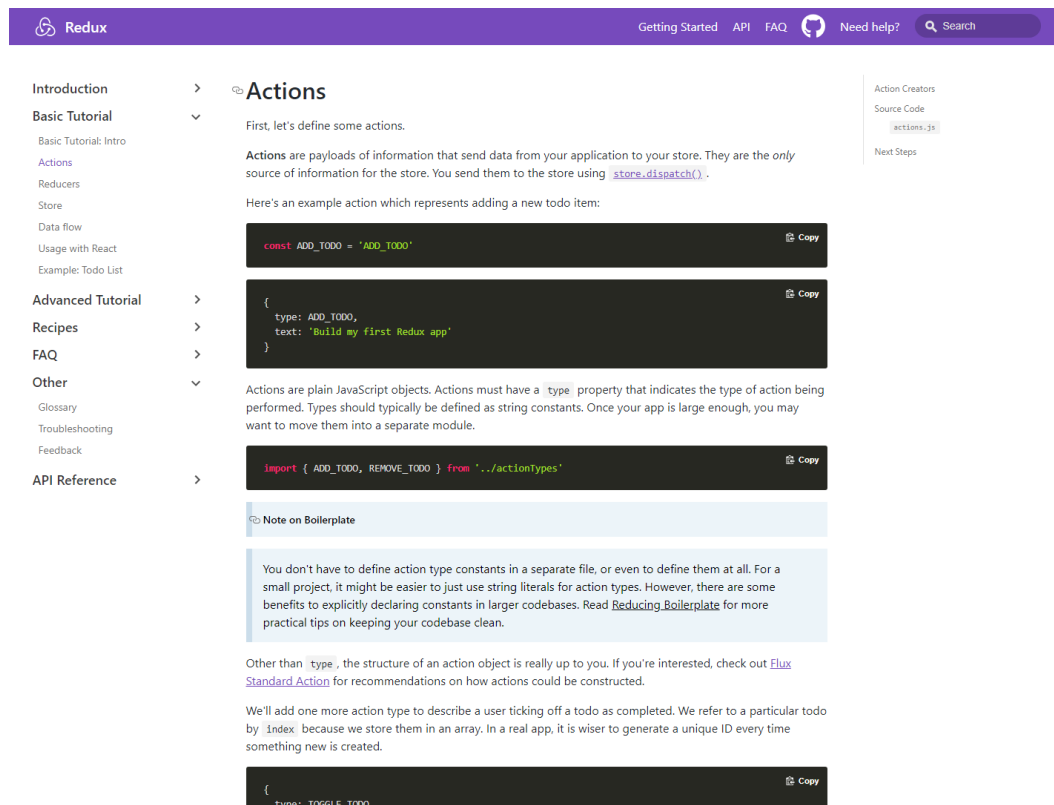 Redux
Getting Started API FAQ Need help? Search
Introduction
Basic Tutorial
Basic Tutorial: Intro
Actions
Reducers
Store
Data flow
Usage with React
Example: Todo List
Advanced Tutorial
Recipes
FAQ
Other
Glossary
Troubleshooting
Feedback
API Reference
Actions
First, let's define some actions.
Actions are payloads of information that send data from your application to your store. They are the only
source of information for the store. You send them to the store using store.dispatch() .
Here's an example action which represents adding a new todo item:
Copy
const ADD_TODO = 'ADD_TODO'
Copy
{
type: ADD_TODO,
text: 'Build my first Redux app'
}
Actions are plain JavaScript objects. Actions must have a type property that indicates the type of action being
performed. Types should typically be defined as string constants. Once your app is large enough, you may
want to move them into a separate module.
Copy
import { ADD_TODO, REMOVE_TODO } from '../actionTypes'
Note on Boilerplate
You don't have to define action type constants in a separate file, or even to define them at all. For a
small project, it might be easier to just use string literals for action types. However, there are some
benefits to explicitly declaring constants in larger codebases. Read Reducing Boilerplate for more
practical tips on keeping your codebase clean.
Other than type , the structure of an action object is really up to you. If you're interested, check out Flux
Standard Action for recommendations on how actions could be constructed.
We'll add one more action type to describe a user ticking off a todo as completed. We refer to a particular todo
by index because we store them in an array. In a real app, it is wiser to generate a unique ID every time
something new is created.
Copy
{
type: TOGGLE_TODO
Action Creators
Source Code
actions.js
Next Steps